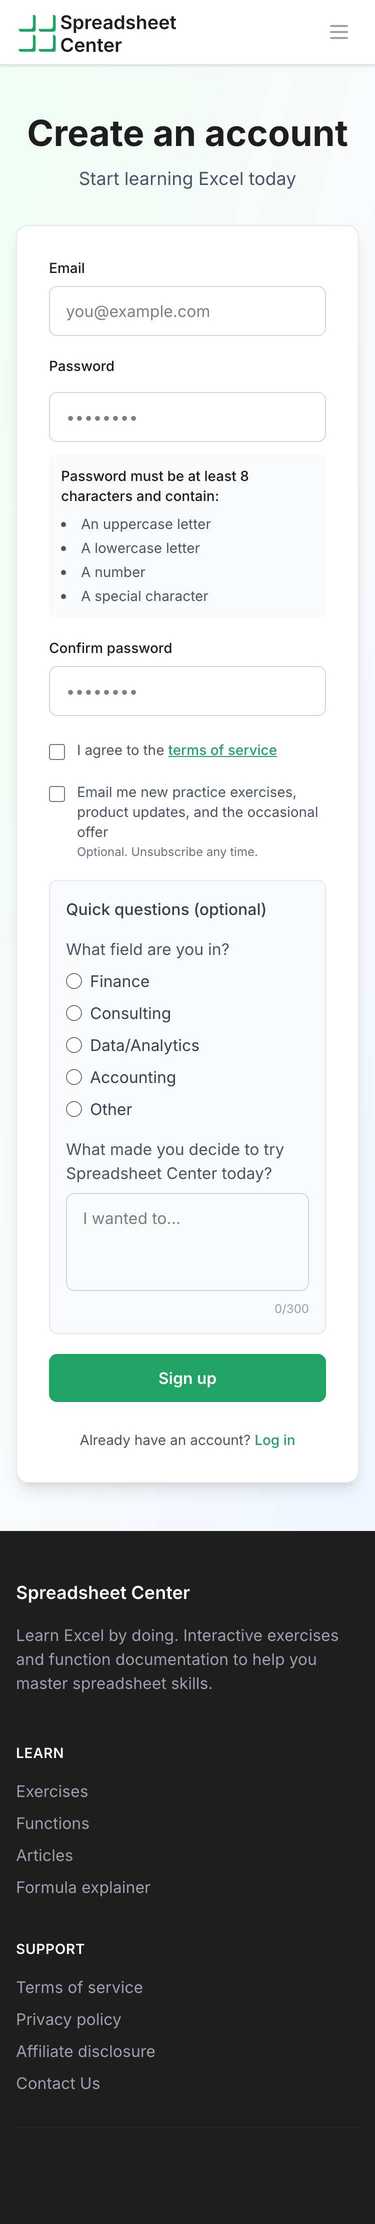 Spreadsheet
Center
Create an account
Start learning Excel today
Email
you@example.com
Password
••••••••
Password must be at least 8
characters and contain:
• An uppercase letter
• A lowercase letter
• A number
• A special character
Confirm password
••••••••
I agree to the terms of service
Email me new practice exercises,
product updates, and the occasional
offer
Optional. Unsubscribe any time.
Quick questions (optional)
What field are you in?
Finance
Consulting
Data/Analytics
Accounting
Other
What made you decide to try
Spreadsheet Center today?
I wanted to...
0/300
Sign up
Already have an account? Log in
Spreadsheet Center
Learn Excel by doing. Interactive exercises
and function documentation to help you
master spreadsheet skills.
LEARN
Exercises
Functions
Articles
Formula explainer
SUPPORT
Terms of service
Privacy policy
Affiliate disclosure
Contact Us